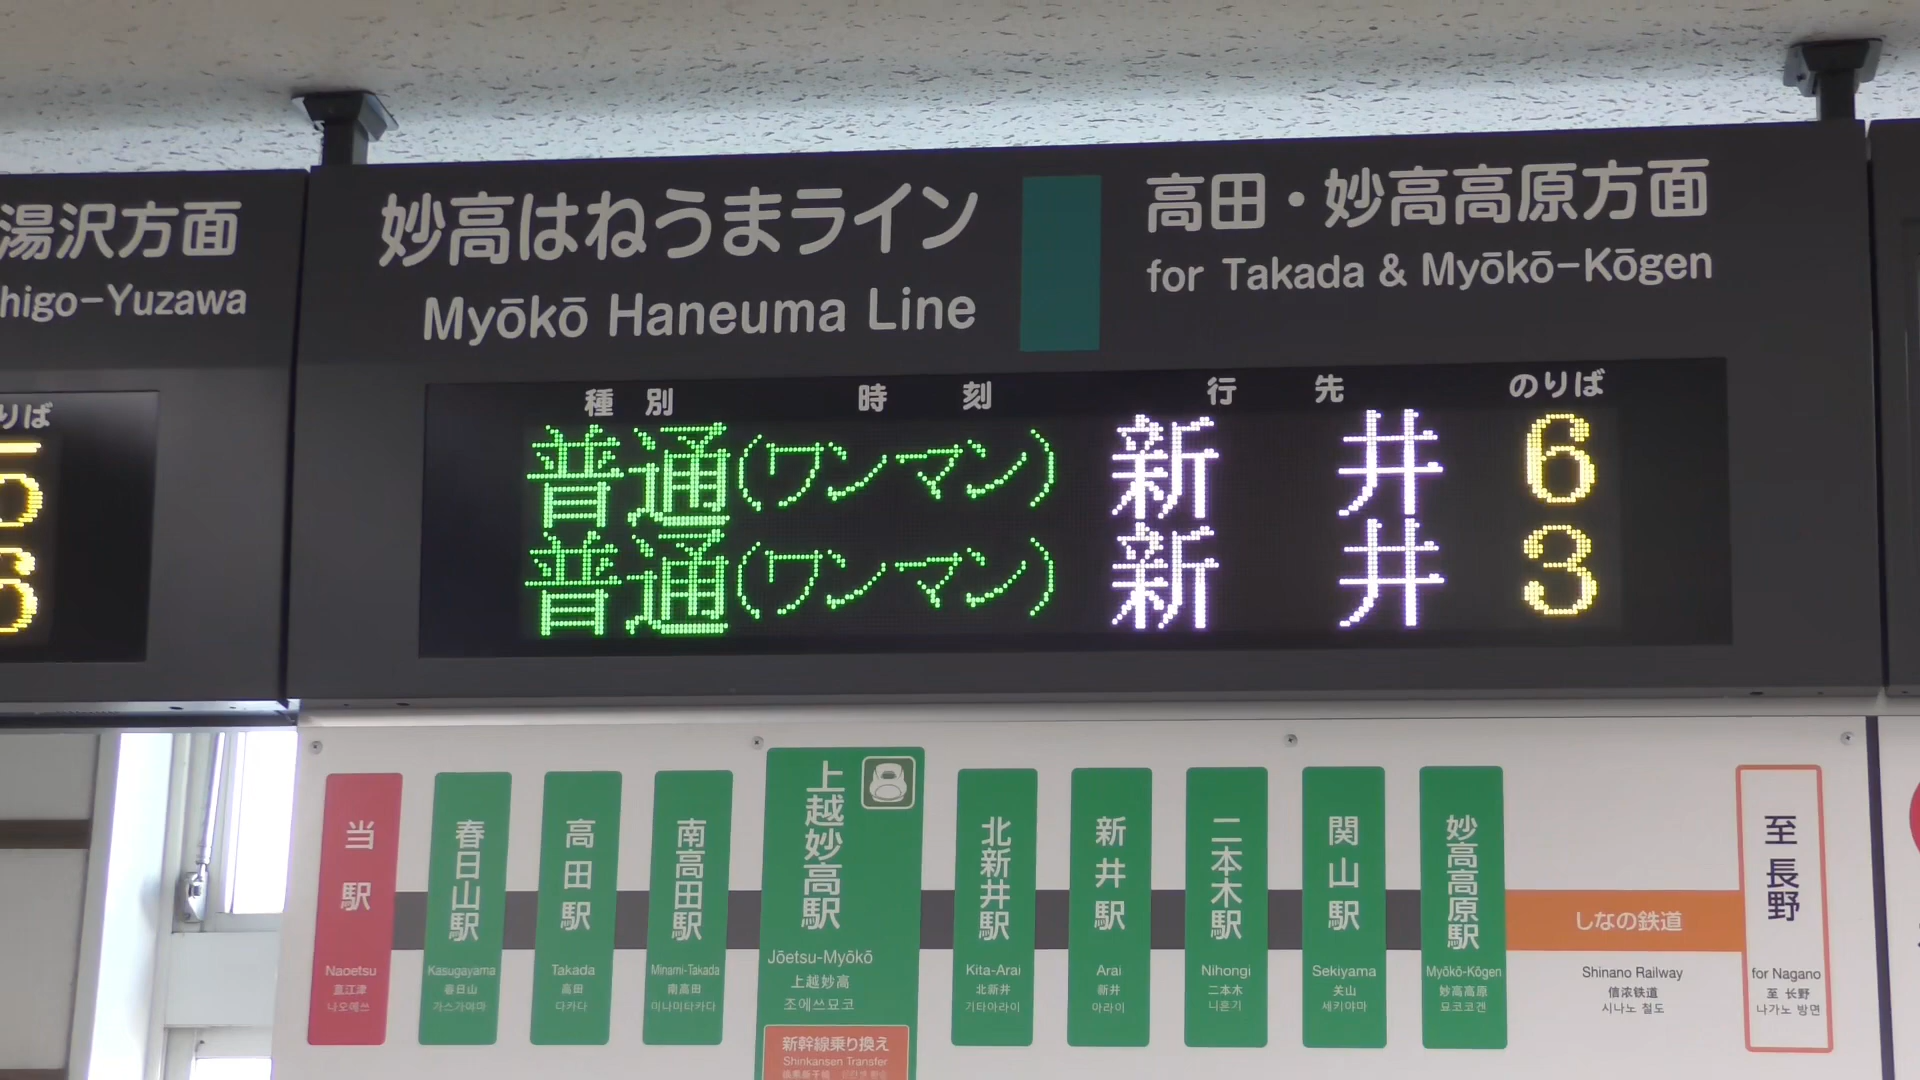 湯沢方面
higo-Yuzawa
りば
5
6
妙高はねうまライン
Myōkō Haneuma Line
高田・妙高高原方面
for Takada & Myōkō-Kōgen
種別 時刻 行先 のりば
普通(ワンマン) 新井 6
普通(ワンマン) 新井 3
当駅
Naoetsu
直江津
나오에쓰
春日山駅
Kasugayama
春日山
가스가야마
高田駅
Takada
高田
다카다
南高田駅
Minami-Takada
南高田
미나미타카다
上越妙高駅
Jōetsu-Myōkō
上越妙高
조에쓰묘코
新幹線乗り換え
Shinkansen Transfer
北新井駅
Kita-Arai
北新井
기타아라이
新井駅
Arai
新井
아라이
二本木駅
Nihongi
二本木
니혼기
関山駅
Sekiyama
关山
세키야마
妙高高原駅
Myōkō-Kōgen
妙高高原
묘코코겐
しなの鉄道
Shinano Railway
信浓铁道
시나노 철도
至長野
for Nagano
至 长野
나가노 방면